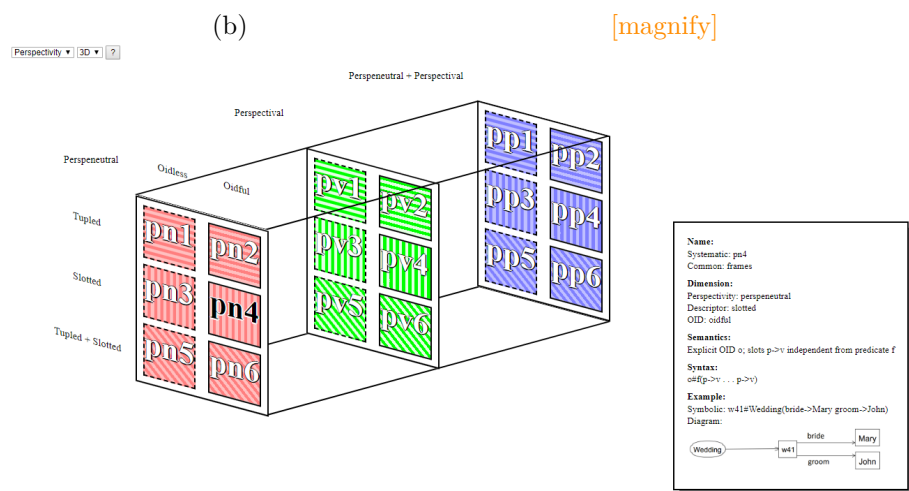 (b)
[magnify]
Perspectivity ▾ 3D ▾ ?
Perspeneutral + Perspectival
Perspectival
Perspeneutral
Oidless
Oidful
Tupled
Slotted
Tupled + Slotted
pn1 pn2
pn3 pn4
pn5 pn6
pv1 pv2
pv3 pv4
pv5 pv6
pp1 pp2
pp3 pp4
pp5 pp6
Name:
Systematic: pn4
Common: frames
Dimension:
Perspectivity: perspeneutral
Descriptor: slotted
OID: oidful
Semantics:
Explicit OID o; slots p->v independent from predicate f
Syntax:
o#f(p->v . . . p->v)
Example:
Symbolic: w41#Wedding(bride->Mary groom->John)
Diagram:
Wedding w41 bride Mary
groom John